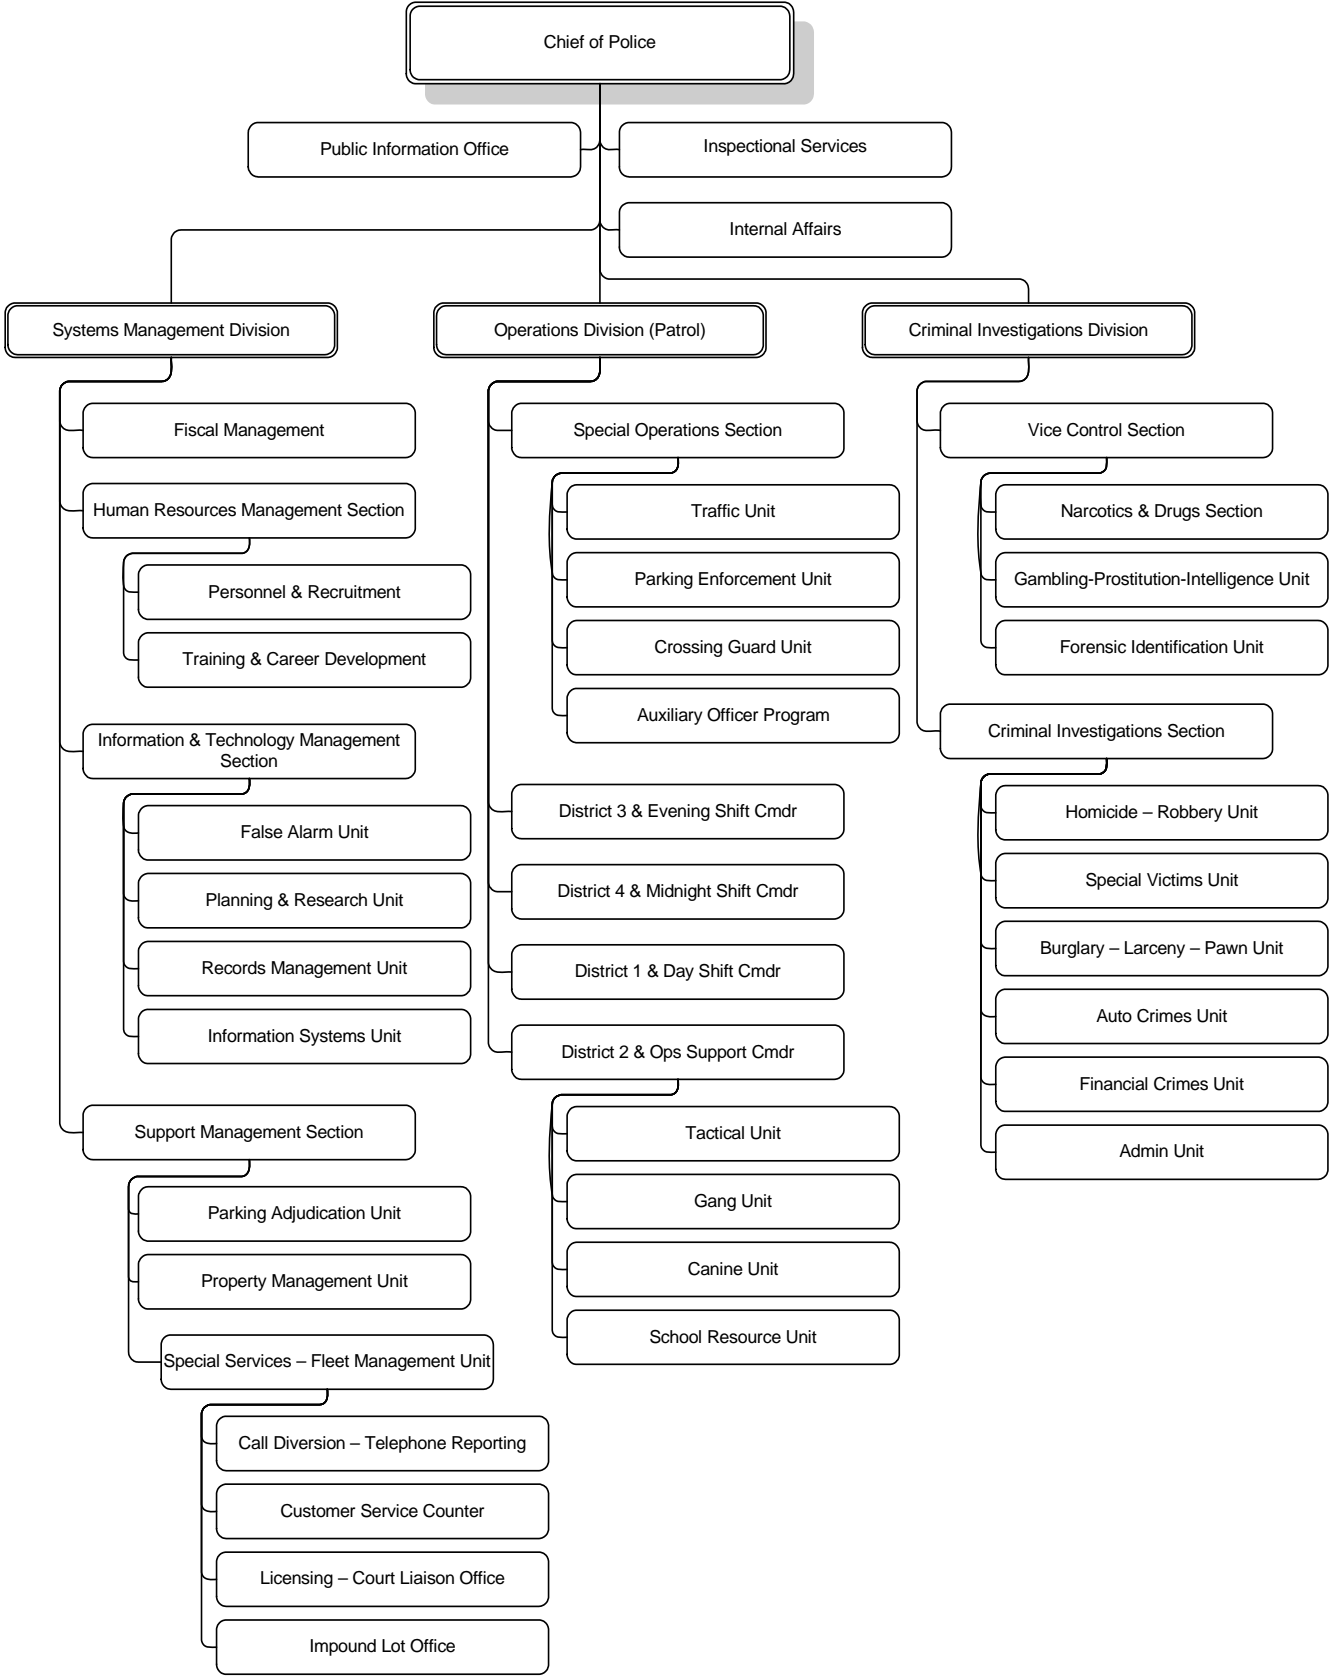 Chief of Police
Public Information Office
Inspectional Services
Internal Affairs
Systems Management Division
Fiscal Management
Human Resources Management Section
Personnel & Recruitment
Training & Career Development
Information & Technology Management
Section
False Alarm Unit
Planning & Research Unit
Records Management Unit
Information Systems Unit
Support Management Section
Parking Adjudication Unit
Property Management Unit
Special Services – Fleet Management Unit
Call Diversion – Telephone Reporting
Customer Service Counter
Licensing – Court Liaison Office
Impound Lot Office
Operations Division (Patrol)
Special Operations Section
Traffic Unit
Parking Enforcement Unit
Crossing Guard Unit
Auxiliary Officer Program
District 3 & Evening Shift Cmdr
District 4 & Midnight Shift Cmdr
District 1 & Day Shift Cmdr
District 2 & Ops Support Cmdr
Tactical Unit
Gang Unit
Canine Unit
School Resource Unit
Criminal Investigations Division
Vice Control Section
Narcotics & Drugs Section
Gambling-Prostitution-Intelligence Unit
Forensic Identification Unit
Criminal Investigations Section
Homicide – Robbery Unit
Special Victims Unit
Burglary – Larceny – Pawn Unit
Auto Crimes Unit
Financial Crimes Unit
Admin Unit